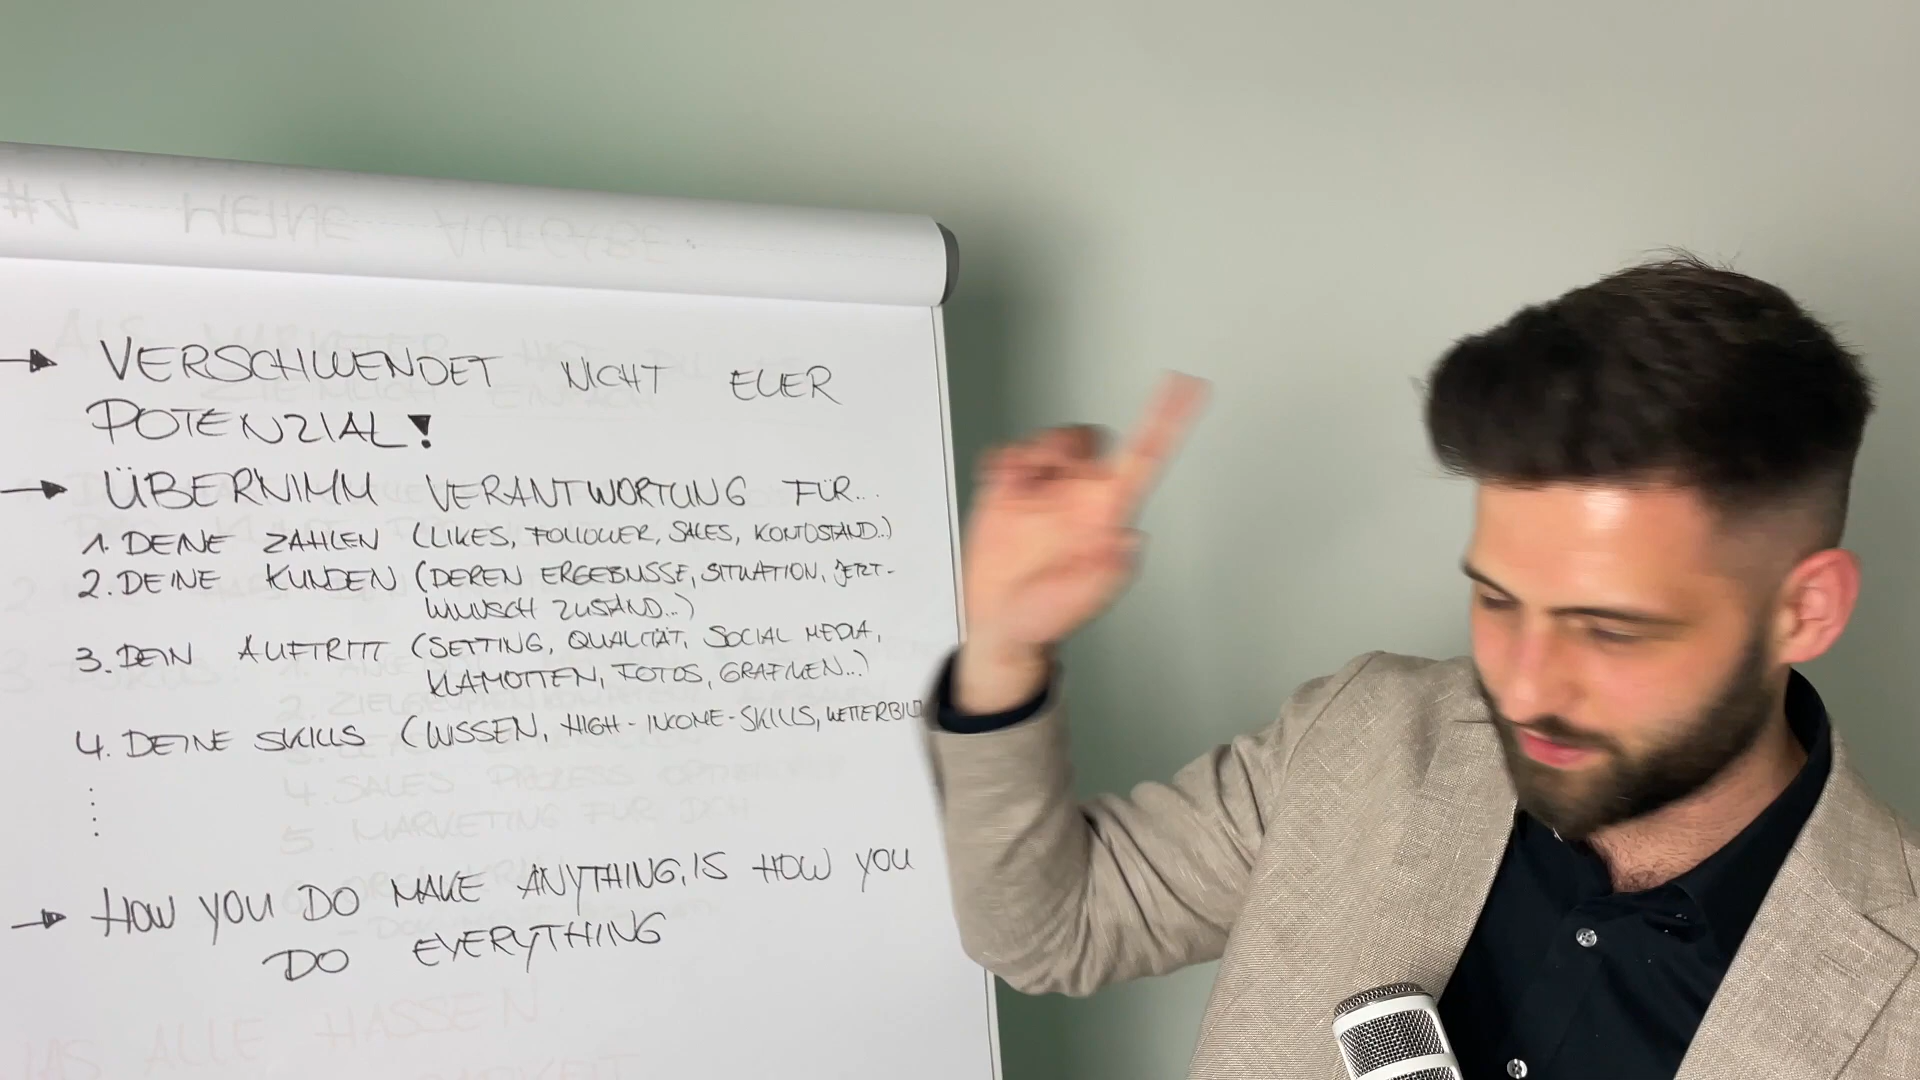 → VERSCHWENDET NICHT EUER
POTENZIAL!
→ ÜBERNIMM VERANTWORTUNG FÜR...
1. DEINE ZAHLEN (LIKES, FOLLOWER, SALES, KONTOSTAND..)
2. DEINE KUNDEN (DEREN ERGEBNISSE, SITUATION, JETZT-
WUNSCH ZUSTAND...)
3. DEIN AUFTRITT (SETTING, QUALITÄT, SOCIAL MEDIA,
KLAMOTTEN, FOTOS, GRAFIKEN...)
4. DEINE SKILLS (WISSEN, HIGH-INCOME-SKILLS, WEITERBILD
→ HOW YOU DO MAKE ANYTHING, IS HOW YOU
DO EVERYTHING